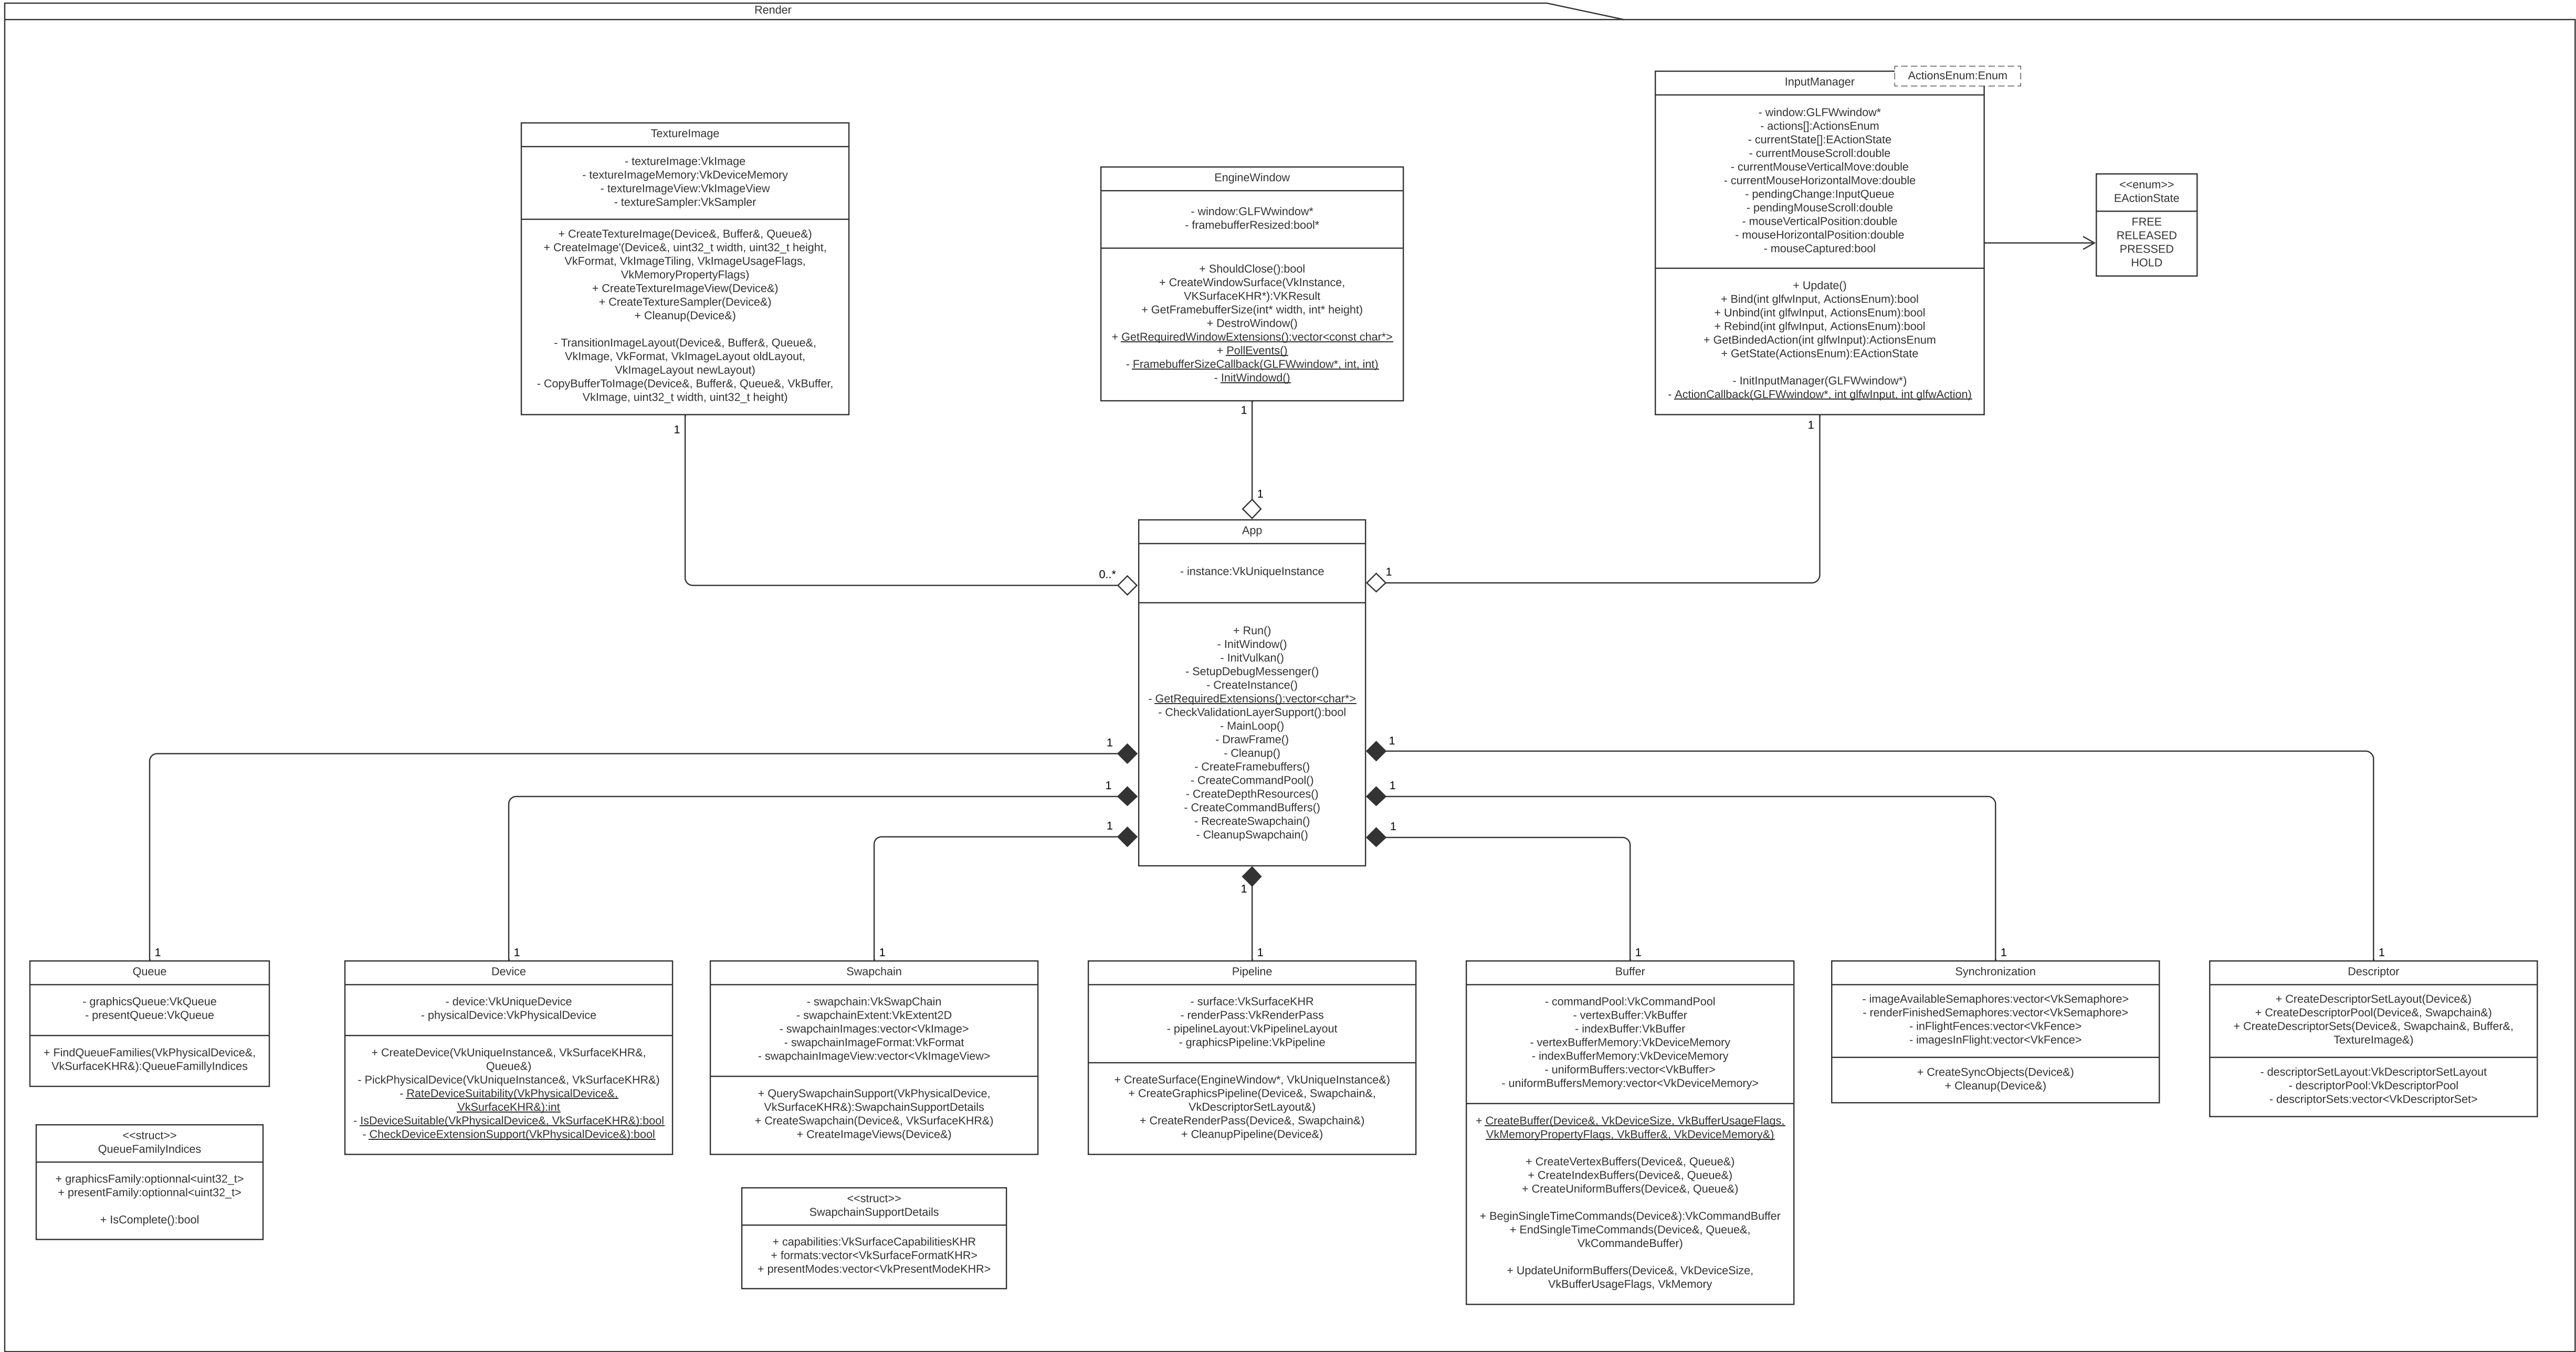 Render
TextureImage
- textureImage:VkImage
- textureImageMemory:VkDeviceMemory
- textureImageView:VkImageView
- textureSampler:VkSampler
+ CreateTextureImage(Device&, Buffer&, Queue&)
+ CreateImage'(Device&, uint32_t width, uint32_t height,
VkFormat, VkImageTiling, VkImageUsageFlags,
VkMemoryPropertyFlags)
+ CreateTextureImageView(Device&)
+ CreateTextureSampler(Device&)
+ Cleanup(Device&)
- TransitionImageLayout(Device&, Buffer&, Queue&,
VkImage, VkFormat, VkImageLayout oldLayout,
VkImageLayout newLayout)
- CopyBufferToImage(Device&, Buffer&, Queue&, VkBuffer,
VkImage, uint32_t width, uint32_t height)
1
0..*
EngineWindow
- window:GLFWwindow*
- framebufferResized:bool*
+ ShouldClose():bool
+ CreateWindowSurface(VkInstance,
VKSurfaceKHR*):VKResult
+ GetFramebufferSize(int* width, int* height)
+ DestroWindow()
+ GetRequiredWindowExtensions():vector<const char*>
+ PollEvents()
- FramebufferSizeCallback(GLFWwindow*, int, int)
- InitWindowd()
1
1
ActionsEnum:Enum
InputManager
- window:GLFWwindow*
- actions[]:ActionsEnum
- currentState[]:EActionState
- currentMouseScroll:double
- currentMouseVerticalMove:double
- currentMouseHorizontalMove:double
- pendingChange:InputQueue
- pendingMouseScroll:double
- mouseVerticalPosition:double
- mouseHorizontalPosition:double
- mouseCaptured:bool
+ Update()
+ Bind(int glfwInput, ActionsEnum):bool
+ Unbind(int glfwInput, ActionsEnum):bool
+ Rebind(int glfwInput, ActionsEnum):bool
+ GetBindedAction(int glfwInput):ActionsEnum
+ GetState(ActionsEnum):EActionState
- InitInputManager(GLFWwindow*)
- ActionCallback(GLFWwindow*, int glfwInput, int glfwAction)
1
1
<<enum>>
EActionState
FREE
RELEASED
PRESSED
HOLD
App
- instance:VkUniqueInstance
+ Run()
- InitWindow()
- InitVulkan()
- SetupDebugMessenger()
- CreateInstance()
- GetRequiredExtensions():vector<char*>
- CheckValidationLayerSupport():bool
- MainLoop()
- DrawFrame()
- Cleanup()
- CreateFramebuffers()
- CreateCommandPool()
- CreateDepthResources()
- CreateCommandBuffers()
- RecreateSwapchain()
- CleanupSwapchain()
1
1
1
1
1
1
1
1
1
1
1
1
1
1
Queue
- graphicsQueue:VkQueue
- presentQueue:VkQueue
+ FindQueueFamilies(VkPhysicalDevice&,
VkSurfaceKHR&):QueueFamillyIndices
<<struct>>
QueueFamilyIndices
+ graphicsFamily:optionnal<uint32_t>
+ presentFamily:optionnal<uint32_t>
+ IsComplete():bool
Device
- device:VkUniqueDevice
- physicalDevice:VkPhysicalDevice
+ CreateDevice(VkUniqueInstance&, VkSurfaceKHR&,
Queue&)
- PickPhysicalDevice(VkUniqueInstance&, VkSurfaceKHR&)
- RateDeviceSuitability(VkPhysicalDevice&,
VkSurfaceKHR&):int
- IsDeviceSuitable(VkPhysicalDevice&, VkSurfaceKHR&):bool
- CheckDeviceExtensionSupport(VkPhysicalDevice&):bool
Swapchain
- swapchain:VkSwapChain
- swapchainExtent:VkExtent2D
- swapchainImages:vector<VkImage>
- swapchainImageFormat:VkFormat
- swapchainImageView:vector<VkImageView>
+ QuerySwapchainSupport(VkPhysicalDevice,
VkSurfaceKHR&):SwapchainSupportDetails
+ CreateSwapchain(Device&, VkSurfaceKHR&)
+ CreateImageViews(Device&)
<<struct>>
SwapchainSupportDetails
+ capabilities:VkSurfaceCapabilitiesKHR
+ formats:vector<VkSurfaceFormatKHR>
+ presentModes:vector<VkPresentModeKHR>
Pipeline
- surface:VkSurfaceKHR
- renderPass:VkRenderPass
- pipelineLayout:VkPipelineLayout
- graphicsPipeline:VkPipeline
+ CreateSurface(EngineWindow*, VkUniqueInstance&)
+ CreateGraphicsPipeline(Device&, Swapchain&,
VkDescriptorSetLayout&)
+ CreateRenderPass(Device&, Swapchain&)
+ CleanupPipeline(Device&)
Buffer
- commandPool:VkCommandPool
- vertexBuffer:VkBuffer
- indexBuffer:VkBuffer
- vertexBufferMemory:VkDeviceMemory
- indexBufferMemory:VkDeviceMemory
- uniformBuffers:vector<VkBuffer>
- uniformBuffersMemory:vector<VkDeviceMemory>
+ CreateBuffer(Device&, VkDeviceSize, VkBufferUsageFlags,
VkMemoryPropertyFlags, VkBuffer&, VkDeviceMemory&)
+ CreateVertexBuffers(Device&, Queue&)
+ CreateIndexBuffers(Device&, Queue&)
+ CreateUniformBuffers(Device&, Queue&)
+ BeginSingleTimeCommands(Device&):VkCommandBuffer
+ EndSingleTimeCommands(Device&, Queue&,
VkCommandeBuffer)
+ UpdateUniformBuffers(Device&, VkDeviceSize,
VkBufferUsageFlags, VkMemory
Synchronization
- imageAvailableSemaphores:vector<VkSemaphore>
- renderFinishedSemaphores:vector<VkSemaphore>
- inFlightFences:vector<VkFence>
- imagesInFlight:vector<VkFence>
+ CreateSyncObjects(Device&)
+ Cleanup(Device&)
Descriptor
+ CreateDescriptorSetLayout(Device&)
+ CreateDescriptorPool(Device&, Swapchain&)
+ CreateDescriptorSets(Device&, Swapchain&, Buffer&,
TextureImage&)
- descriptorSetLayout:VkDescriptorSetLayout
- descriptorPool:VkDescriptorPool
- descriptorSets:vector<VkDescriptorSet>